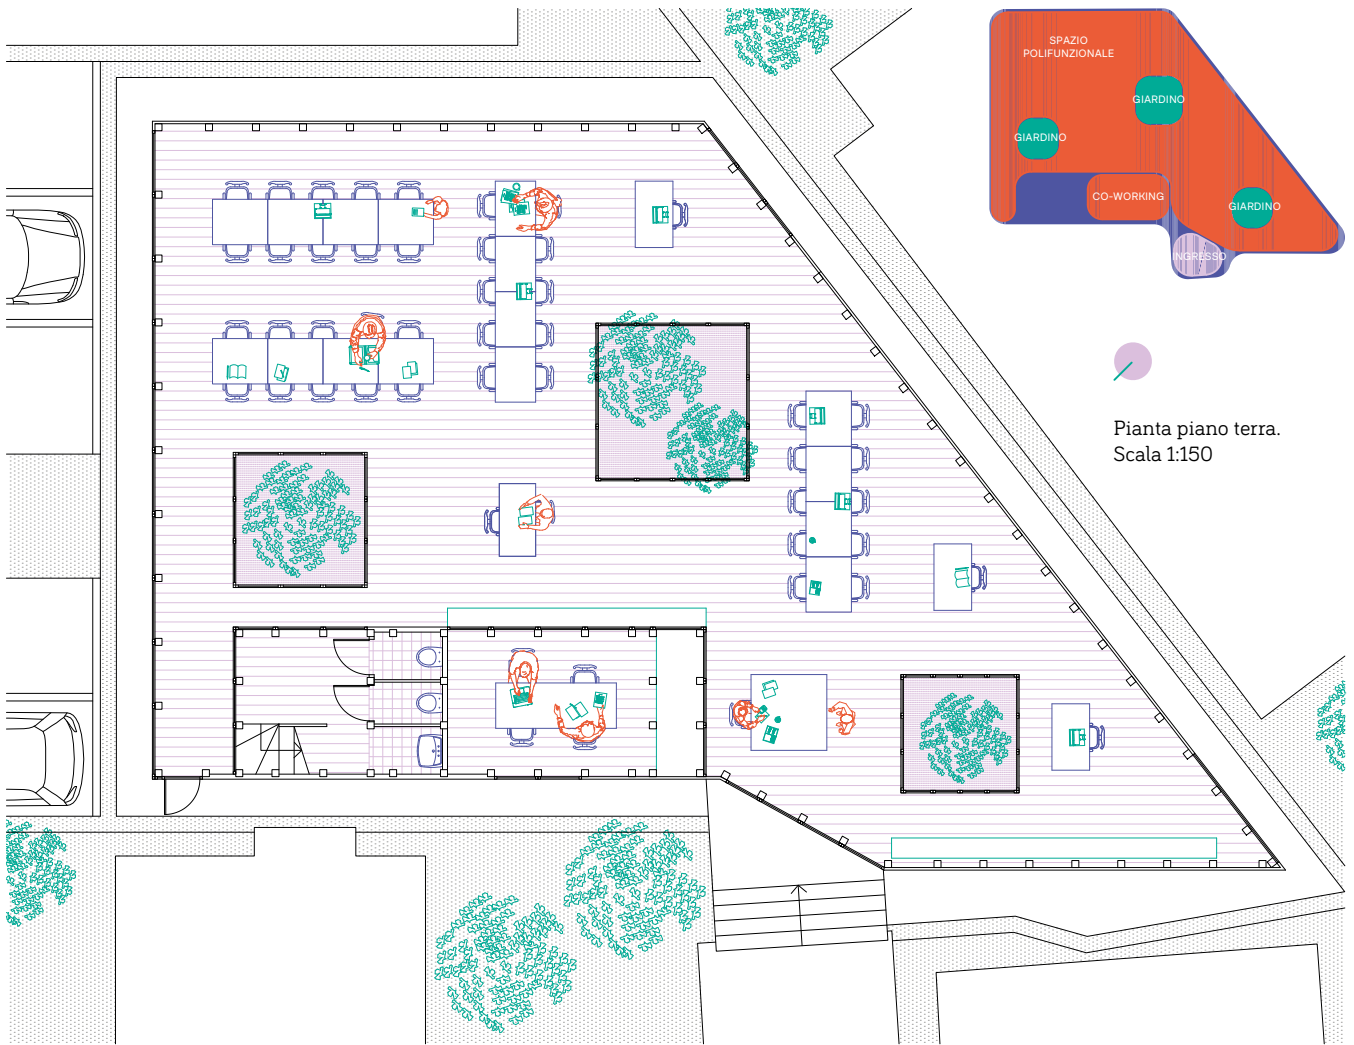 SPAZIO
POLIFUNZIONALE
GIARDINO
GIARDINO
CO-WORKING
GIARDINO
INGRESSO
Pianta piano terra.
Scala 1:150